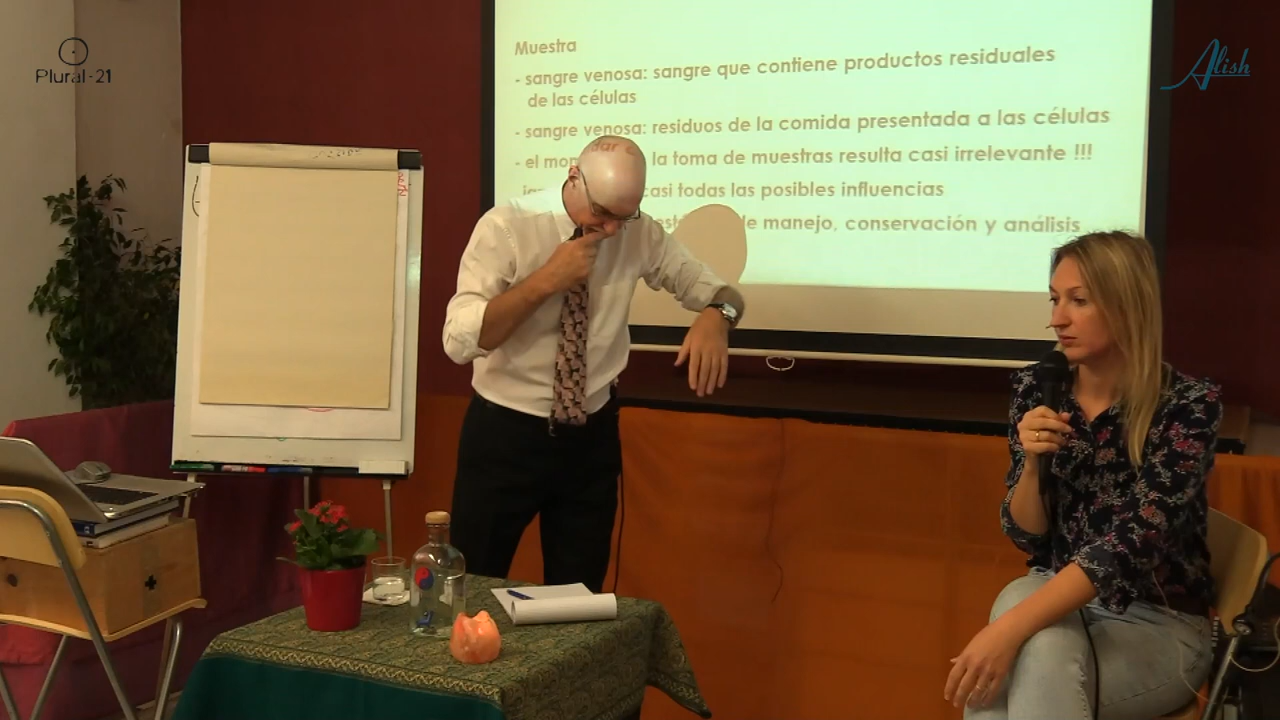 Plural-21
Alish
Muestra
- sangre venosa: sangre que contiene productos residuales
de las células
- sangre venosa: residuos de la comida presentada a las células
- el la toma de muestras resulta casi irrelevante !!!
casi todas las posibles influencias
de manejo, conservación y análisis